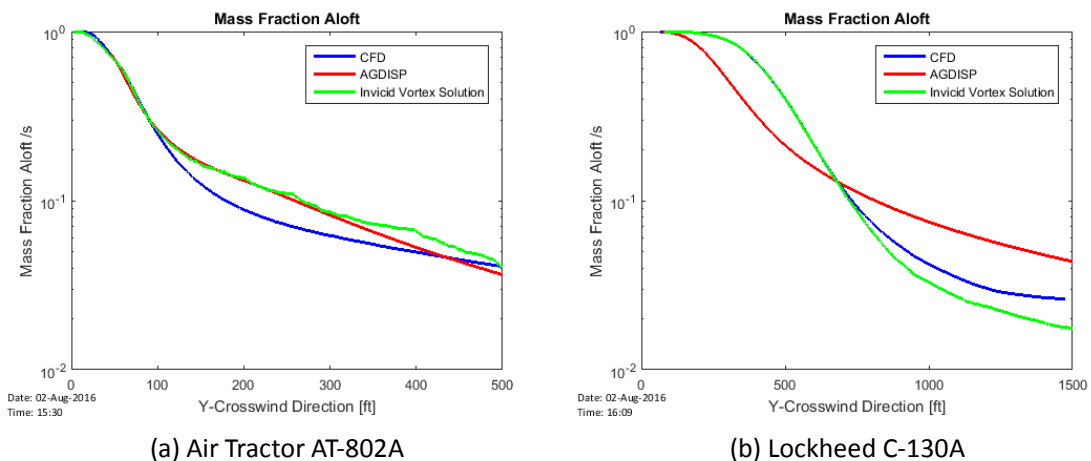 Mass Fraction Aloft
10^0
CFD
AGDISP
Invicid Vortex Solution
Mass Fraction Aloft /s
10^-1
10^-2
0 100 200 300 400 500
Y-Crosswind Direction [ft]
Date: 02-Aug-2016
Time: 15:30
(a) Air Tractor AT-802A
Mass Fraction Aloft
10^0
CFD
AGDISP
Invicid Vortex Solution
Mass Fraction Aloft /s
10^-1
10^-2
0 500 1000 1500
Y-Crosswind Direction [ft]
Date: 02-Aug-2016
Time: 16:09
(b) Lockheed C-130A